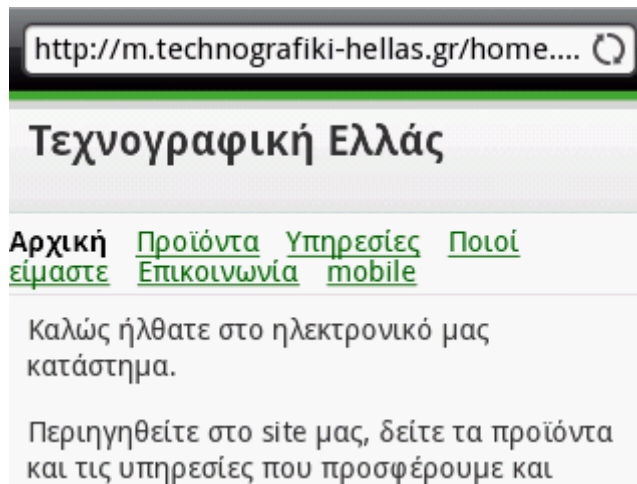 http://m.technografiki-hellas.gr/home....
Τεχνογραφική Ελλάς
Αρχική Προϊόντα Υπηρεσίες Ποιοί
είμαστε Επικοινωνία mobile
Καλώς ήλθατε στο ηλεκτρονικό μας
κατάστημα.
Περιηγηθείτε στο site μας, δείτε τα προϊόντα
και τις υπηρεσίες που προσφέρουμε και